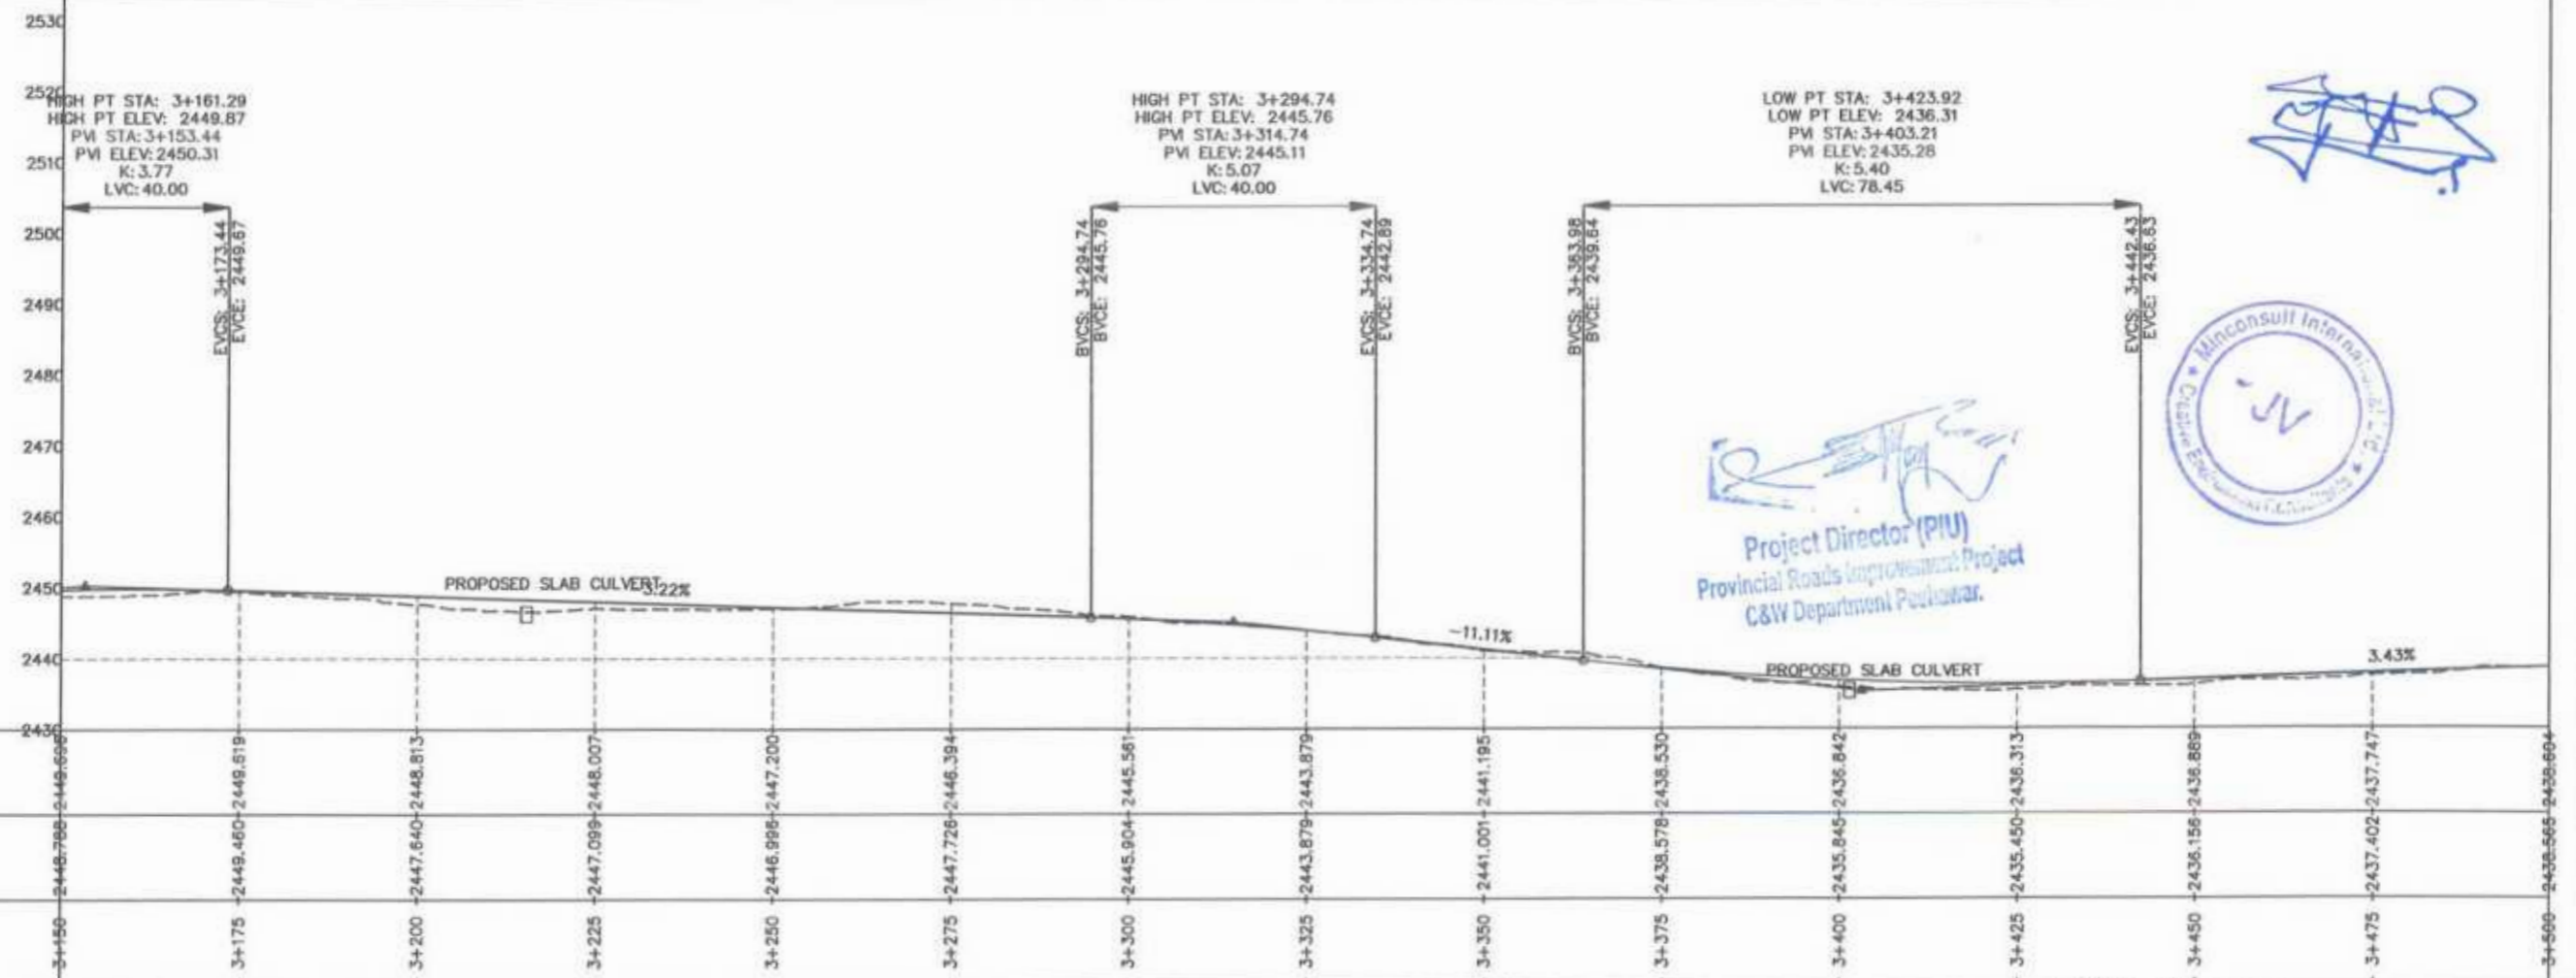 2530
2520
2510
2500
2490
2480
2470
2460
2450
2440
2430
HIGH PT STA: 3+161.29
HIGH PT ELEV: 2449.87
PVI STA:3+153.44
PVI ELEV:2450.31
K:3.77
LVC:40.00
EVCS: 3+173.44
EVCE: 2449.67
HIGH PT STA: 3+294.74
HIGH PT ELEV: 2445.76
PVI STA:3+314.74
PVI ELEV:2445.11
K:5.07
LVC:40.00
BVCS: 3+294.74
BVCE: 2445.76
EVCS: 3+334.74
EVCE: 2442.89
LOW PT STA: 3+423.92
LOW PT ELEV: 2436.31
PVI STA:3+403.21
PVI ELEV:2435.28
K:5.40
LVC:78.45
BVCS: 3+363.98
BVCE: 2439.64
EVCS: 3+442.43
EVCE: 2436.63
Minconsult International
JV
Project Director (PIU)
Provincial Roads Improvement Project
C&W Department Peshawar.
PROPOSED SLAB CULVERT
3.22%
-11.11%
PROPOSED SLAB CULVERT
3.43%
2449.619
2448.813
2448.007
2447.200
2446.394
2445.561
2443.879
2441.195
2438.530
2436.842
2436.313
2436.889
2437.747
2438.604
2448.788
2449.460
2447.640
2447.099
2446.996
2447.726
2445.904
2443.879
2441.001
2438.578
2435.845
2435.450
2436.156
2437.402
2438.565
3+150
3+175
3+200
3+225
3+250
3+275
3+300
3+325
3+350
3+375
3+400
3+425
3+450
3+475
3+500